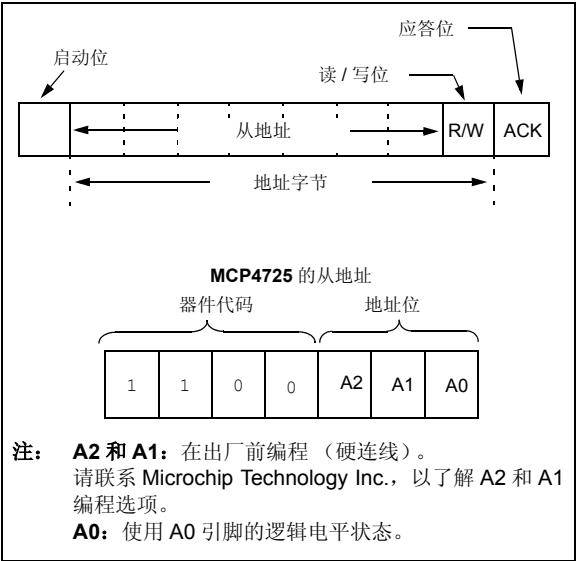 应答位
启动位
读 / 写位
从地址
R/W
ACK
地址字节
MCP4725 的从地址
器件代码
地址位
1 1 0 0 A2 A1 A0
注： A2 和 A1：在出厂前编程 （硬连线）。
请联系 Microchip Technology Inc.，以了解 A2 和 A1
编程选项。
A0：使用 A0 引脚的逻辑电平状态。